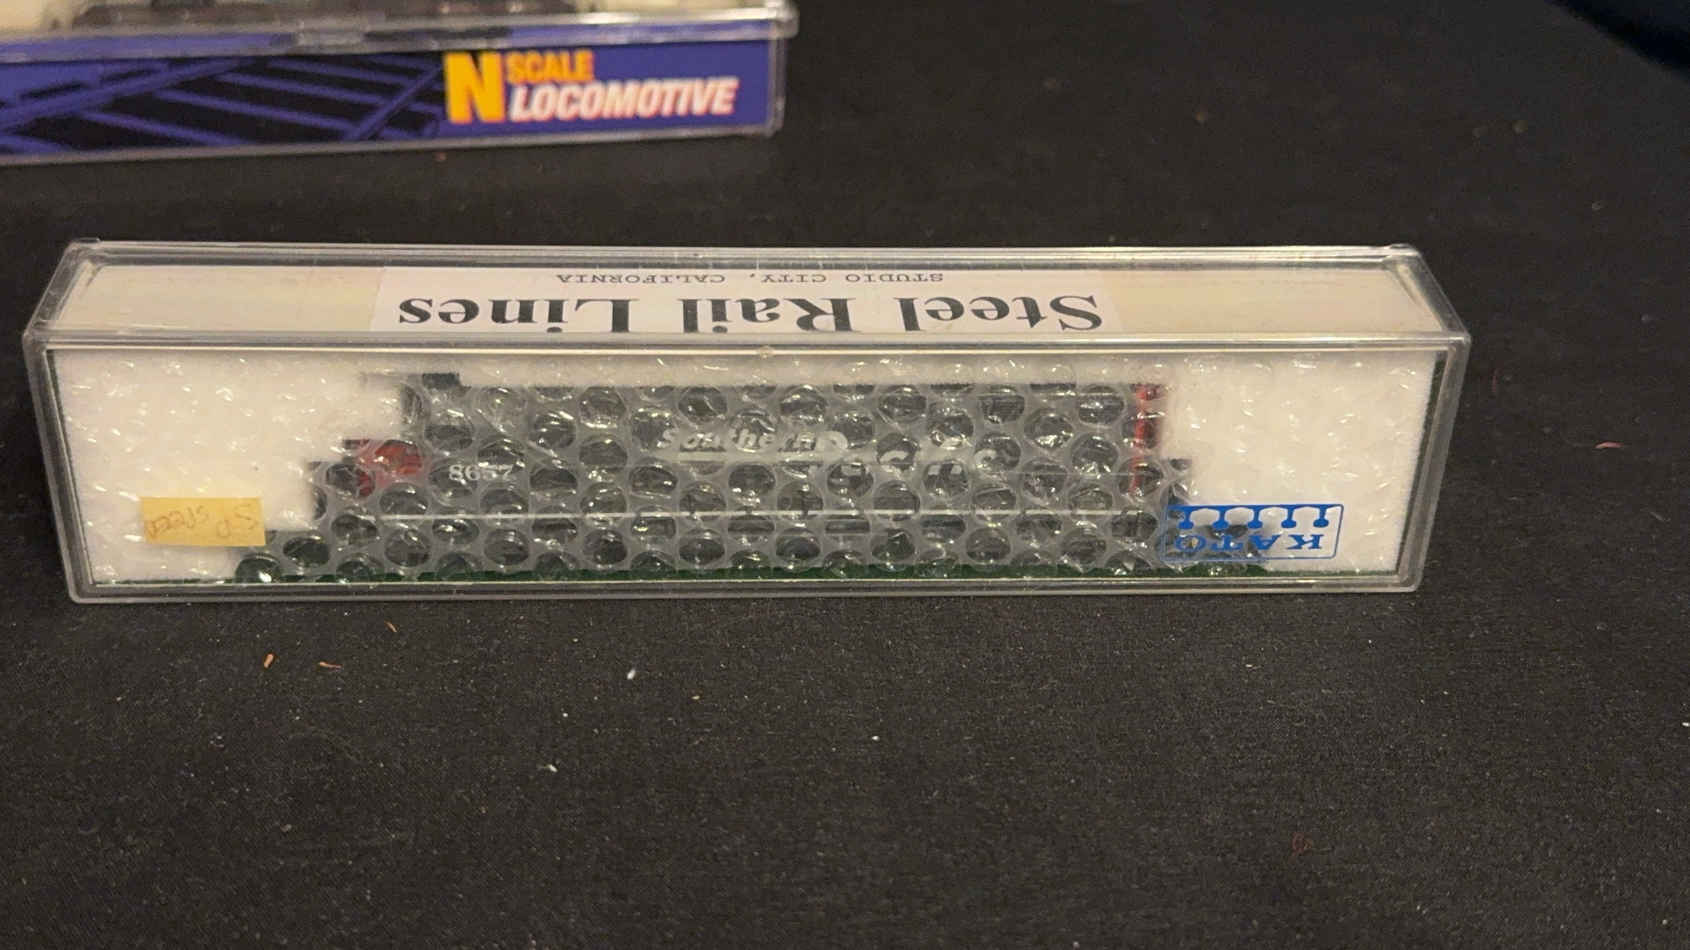 N SCALE
LOCOMOTIVE
STUDIO CITY, CALIFORNIA
Steel Rail Lines
Southern
8657
SP
KATO